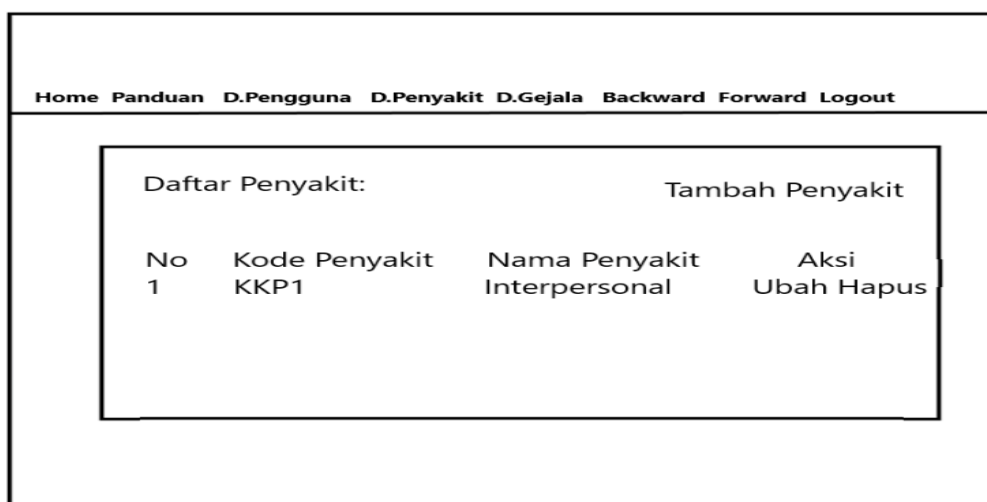 Home Panduan D.Pengguna D.Penyakit D.Gejala Backward Forward Logout
Daftar Penyakit: Tambah Penyakit
No Kode Penyakit Nama Penyakit Aksi
1 KKP1 Interpersonal Ubah Hapus